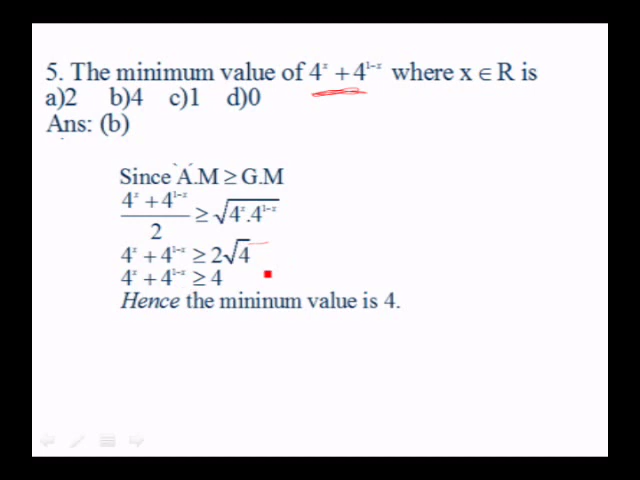 5. The minimum value of 4ˣ + 4¹⁻ˣ where x ∈ R is
a)2 b)4 c)1 d)0
Ans: (b)
Since A.M ≥ G.M
(4ˣ + 4¹⁻ˣ)/2 ≥ √(4ˣ.4¹⁻ˣ)
4ˣ + 4¹⁻ˣ ≥ 2√4
4ˣ + 4¹⁻ˣ ≥ 4
Hence the mininum value is 4.